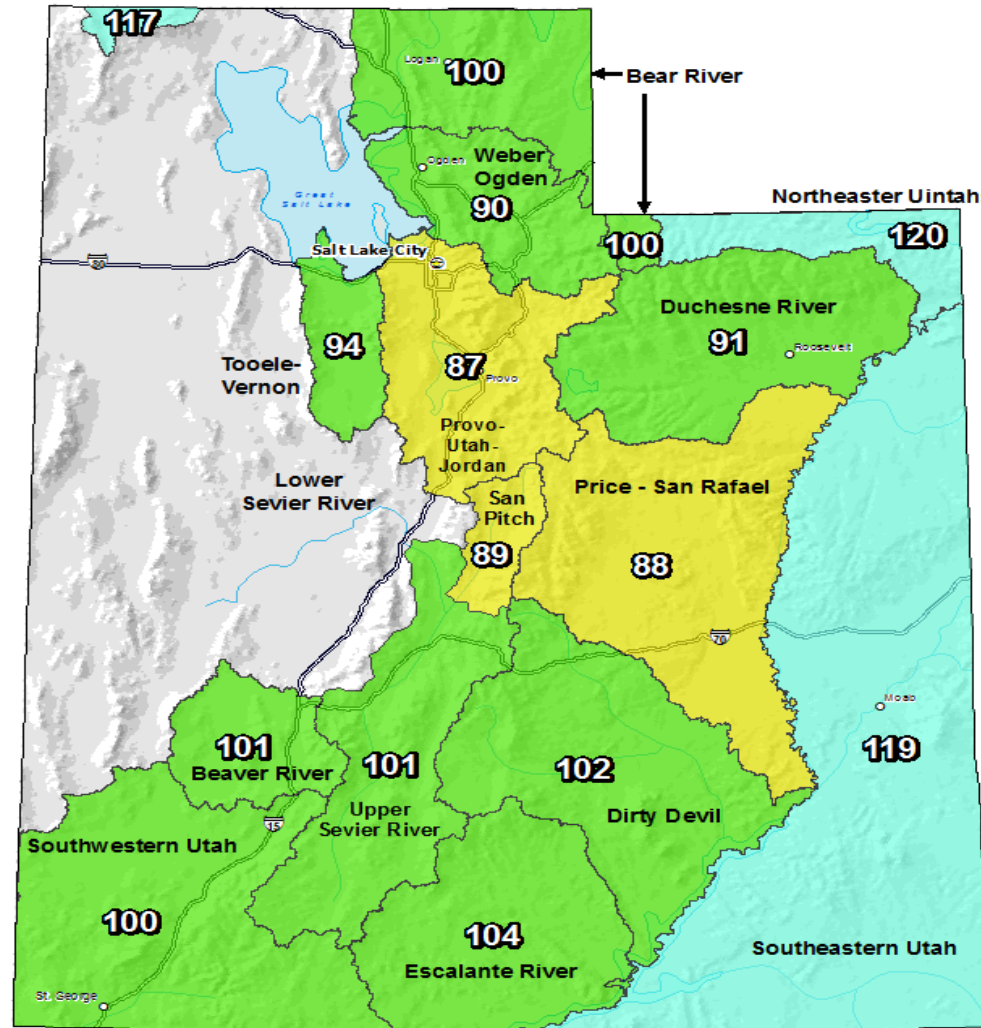 117
Logan
100
Bear River
Ogden
Weber
Ogden
90
Great
Salt Lake
Northeaster Uintah
120
Salt Lake City
80
100
Duchesne River
91
Roosevelt
94
Tooele-
Vernon
87
Provo
Provo-
Utah-
Jordan
Lower
Sevier River
San
Pitch
89
Price - San Rafael
88
70
Moab
119
101
Beaver River
101
Upper
Sevier River
102
Dirty Devil
15
Southwestern Utah
100
104
Escalante River
Southeastern Utah
St. George